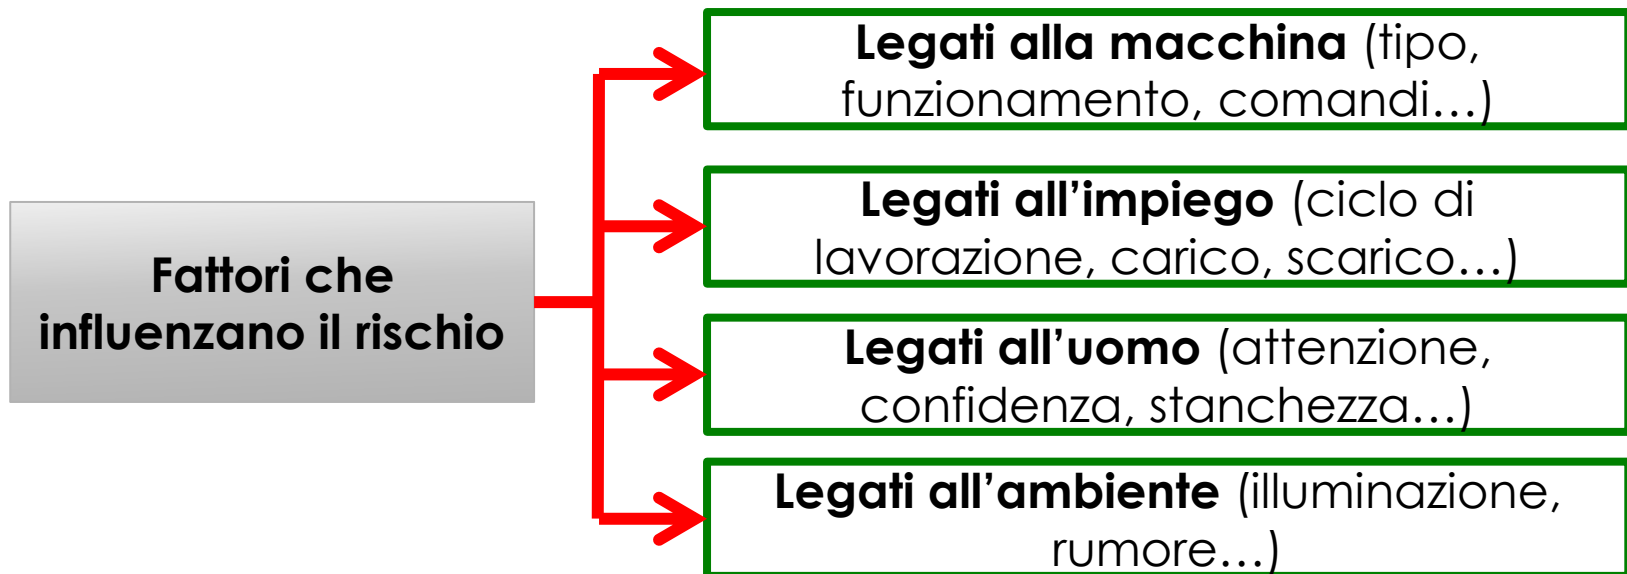 Legati alla macchina (tipo,
funzionamento, comandi…)
Legati all’impiego (ciclo di
lavorazione, carico, scarico…)
Fattori che
influenzano il rischio
Legati all’uomo (attenzione,
confidenza, stanchezza…)
Legati all’ambiente (illuminazione,
rumore…)